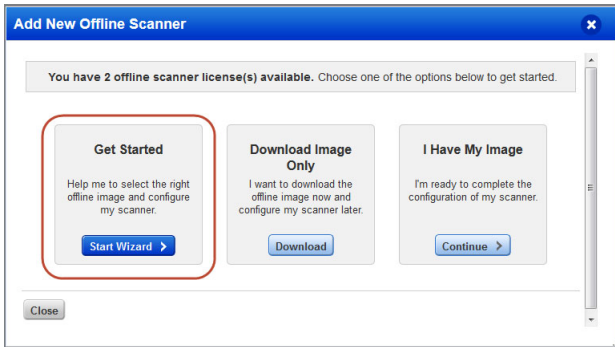 Add New Offline Scanner
You have 2 offline scanner license(s) available. Choose one of the options below to get started.
Get Started
Help me to select the right
offline image and configure
my scanner.
Start Wizard
Download Image
Only
I want to download the
offline image now and
configure my scanner later.
Download
I Have My Image
I'm ready to complete the
configuration of my scanner.
Continue
Close